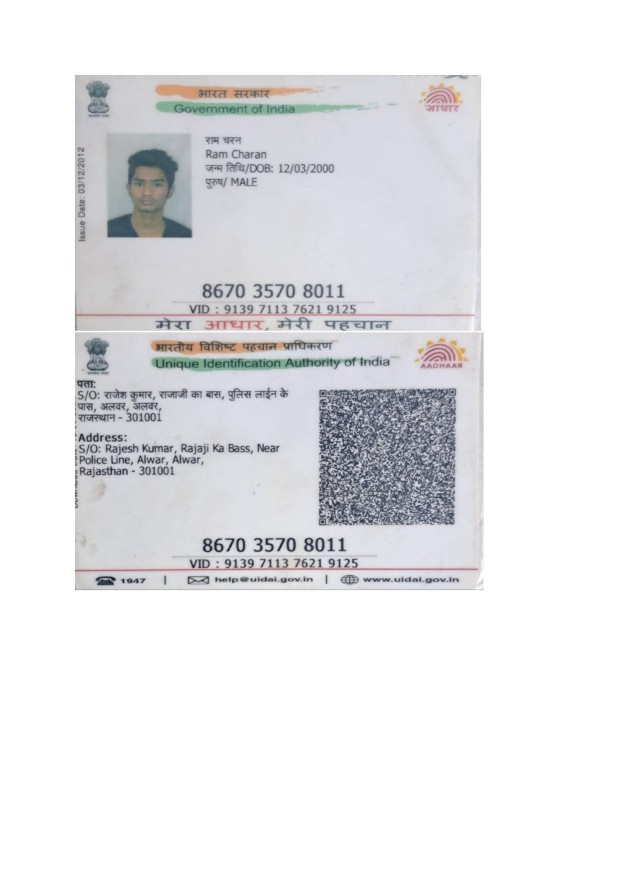 भारत सरकार
Government of India
आधार
Issue Date: 03/12/2012
राम चरन
Ram Charan
जन्म तिथि/DOB: 12/03/2000
पुरुष/ MALE
8670 3570 8011
VID : 9139 7113 7621 9125
मेरा आधार, मेरी पहचान
भारतीय विशिष्ट पहचान प्राधिकरण
Unique Identification Authority of India
AADHAAR
पता:
S/O: राजेश कुमार, राजाजी का बास, पुलिस लाईन के
पास, अलवर, अलवर,
राजस्थान - 301001
Address:
S/O: Rajesh Kumar, Rajaji Ka Bass, Near
Police Line, Alwar, Alwar,
Rajasthan - 301001
8670 3570 8011
VID : 9139 7113 7621 9125
1947 | help@uidai.gov.in | www.uidai.gov.in